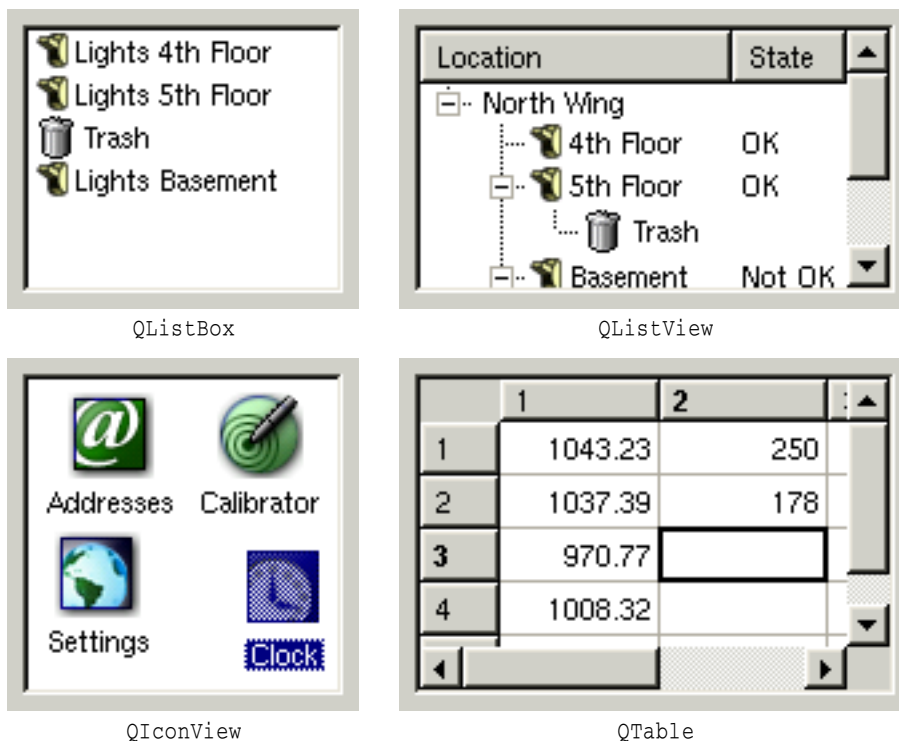 Lights 4th Floor
Lights 5th Floor
Trash
Lights Basement
QListBox
Location State
North Wing
4th Floor OK
5th Floor OK
Trash
Basement Not OK
QListView
@
Addresses Calibrator
Settings Clock
QIconView
1 2
1 1043.23 250
2 1037.39 178
3 970.77
4 1008.32
QTable